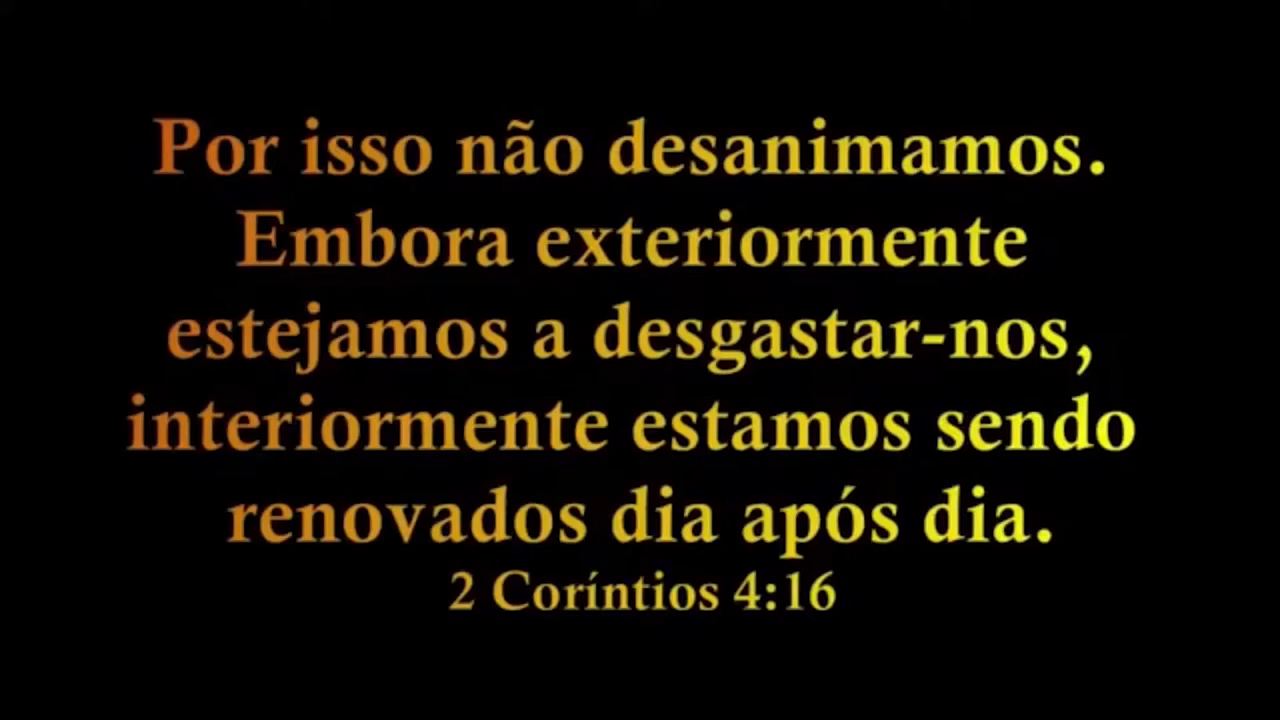 Por isso não desanimamos.
Embora exteriormente
estejamos a desgastar-nos,
interiormente estamos sendo
renovados dia após dia.
2 Coríntios 4:16